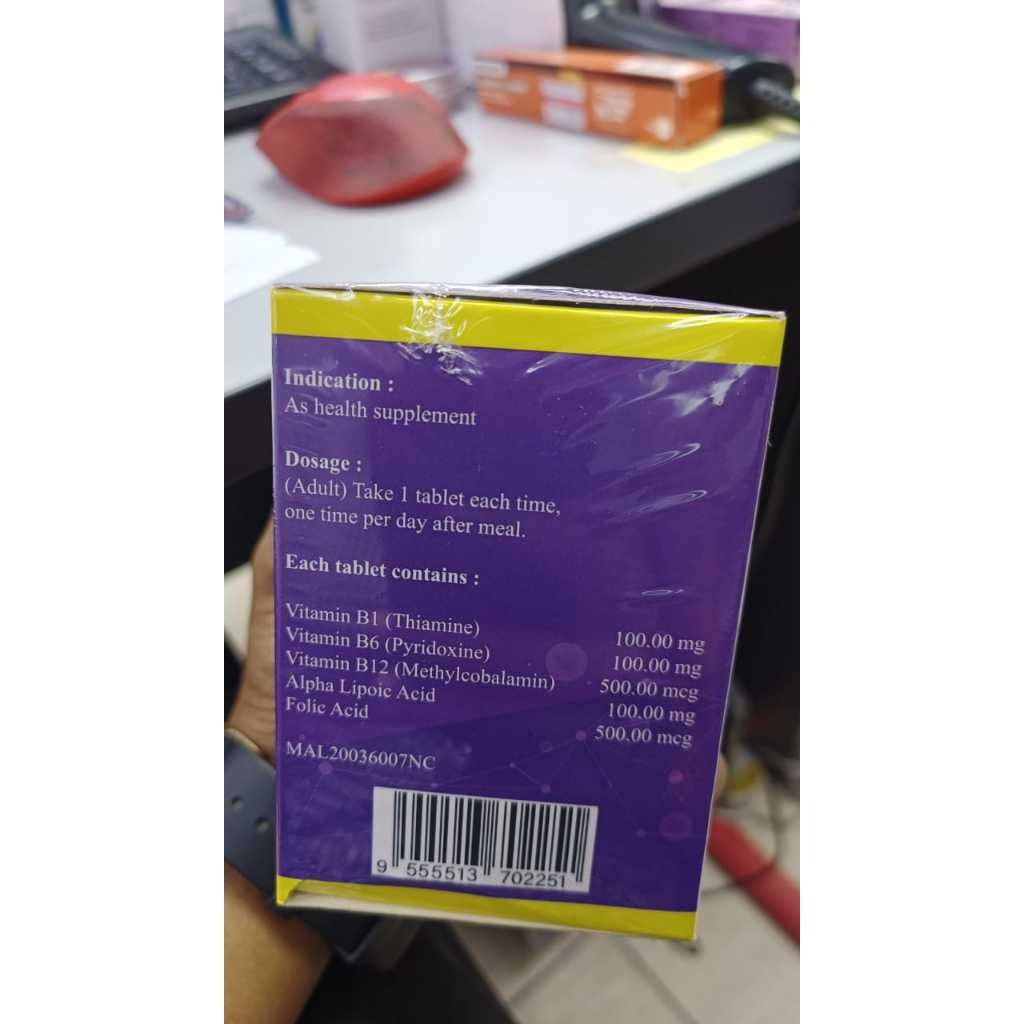 Indication :
As health supplement
Dosage :
(Adult) Take 1 tablet each time,
one time per day after meal.
Each tablet contains :
Vitamin B1 (Thiamine) 100.00 mg
Vitamin B6 (Pyridoxine) 100.00 mg
Vitamin B12 (Methylcobalamin) 500.00 mcg
Alpha Lipoic Acid 100.00 mg
Folic Acid 500.00 mcg
MAL20036007NC
9 555513 702251